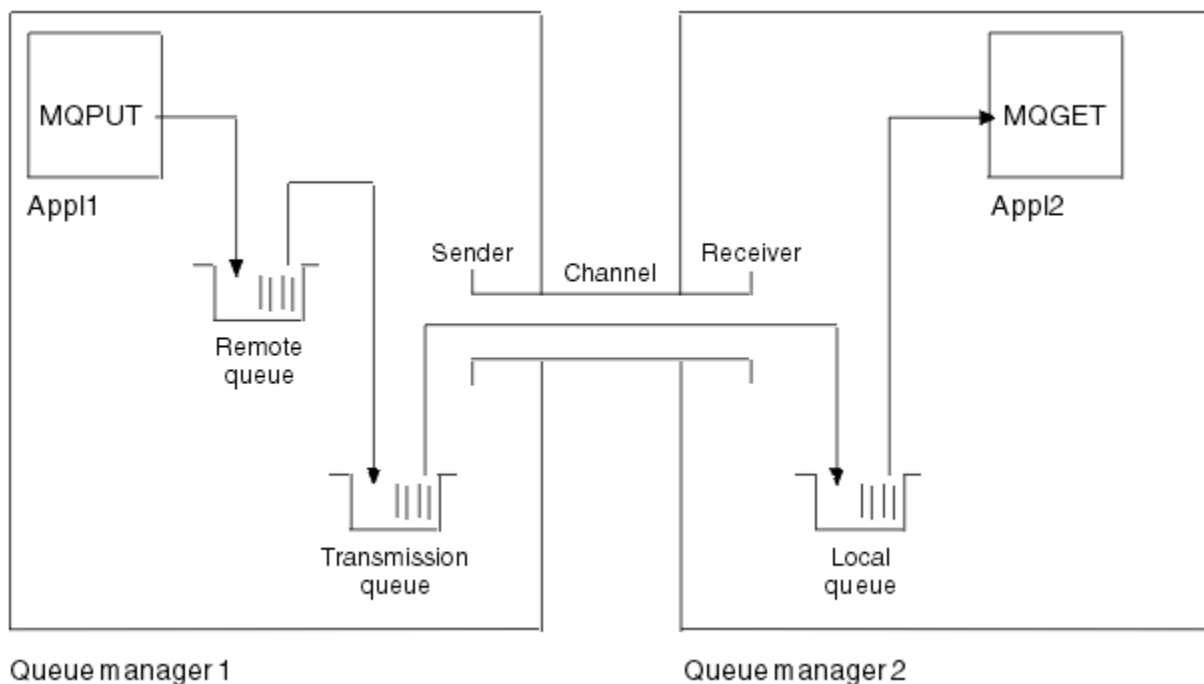 MQPUT
MQGET
Appl1
Appl2
Sender
Channel
Receiver
Remote
queue
Transmission
queue
Local
queue
Queue manager 1
Queue manager 2